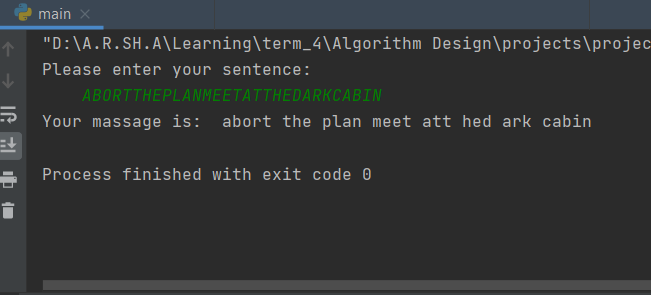 main
"D:\A.R.SH.A\Learning\term_4\Algorithm Design\projects\projec
Please enter your sentence:
ABORTTHEPLANMEETATTHEDARKCABIN
Your massage is:  abort the plan meet att hed ark cabin
Process finished with exit code 0